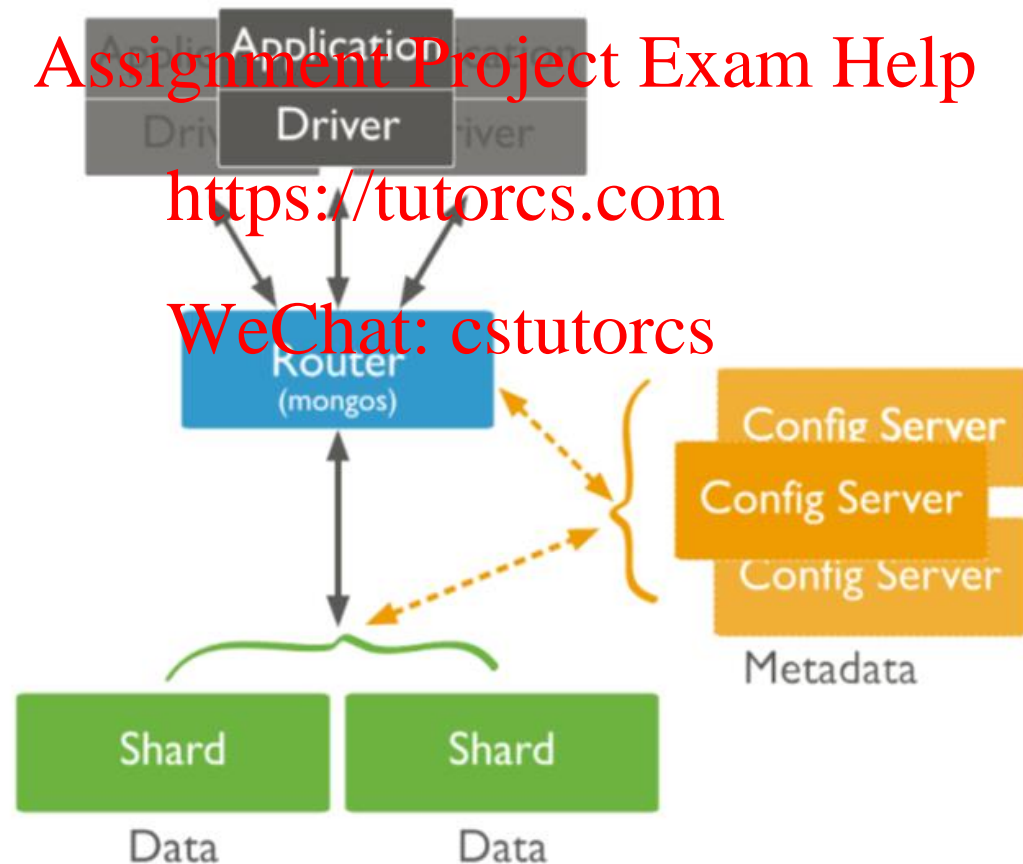 Application
Assignment Project Exam Help
Driver
https://tutorcs.com
WeChat: cstutorcs
Router
(mongos)
Config Server
Config Server
Config Server
Metadata
Shard
Shard
Data
Data